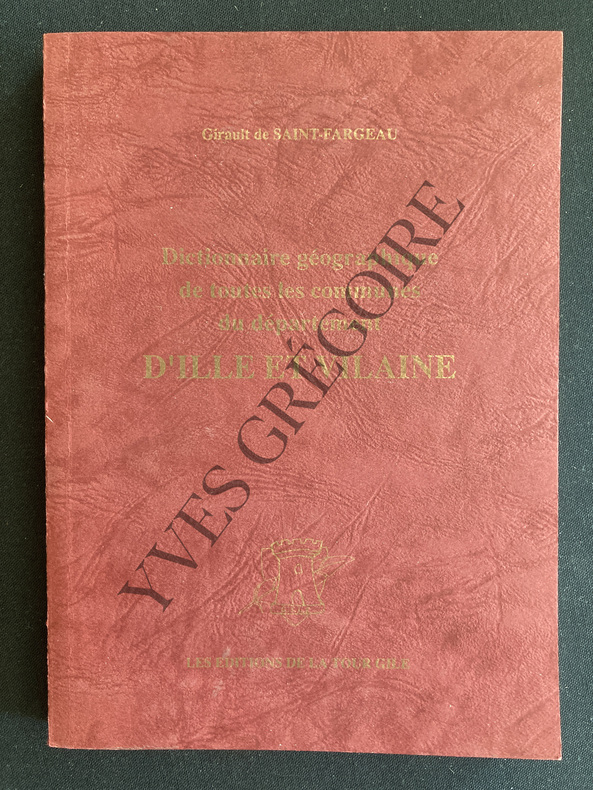 Girault de SAINT-FARGEAU
Dictionnaire géographique
de toutes les communes
du département
D'ILLE ET VILAINE
LES ÉDITIONS DE LA TOUR GILE
YVES GRÉGOIRE